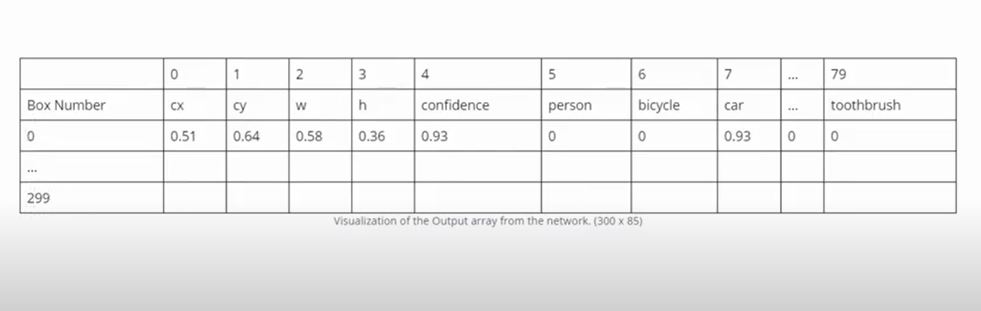 0 1 2 3 4 5 6 7 ... 79
Box Number cx cy w h confidence person bicycle car ... toothbrush
0 0.51 0.64 0.58 0.36 0.93 0 0 0.93 0 0
...
299
Visualization of the Output array from the network. (300 x 85)